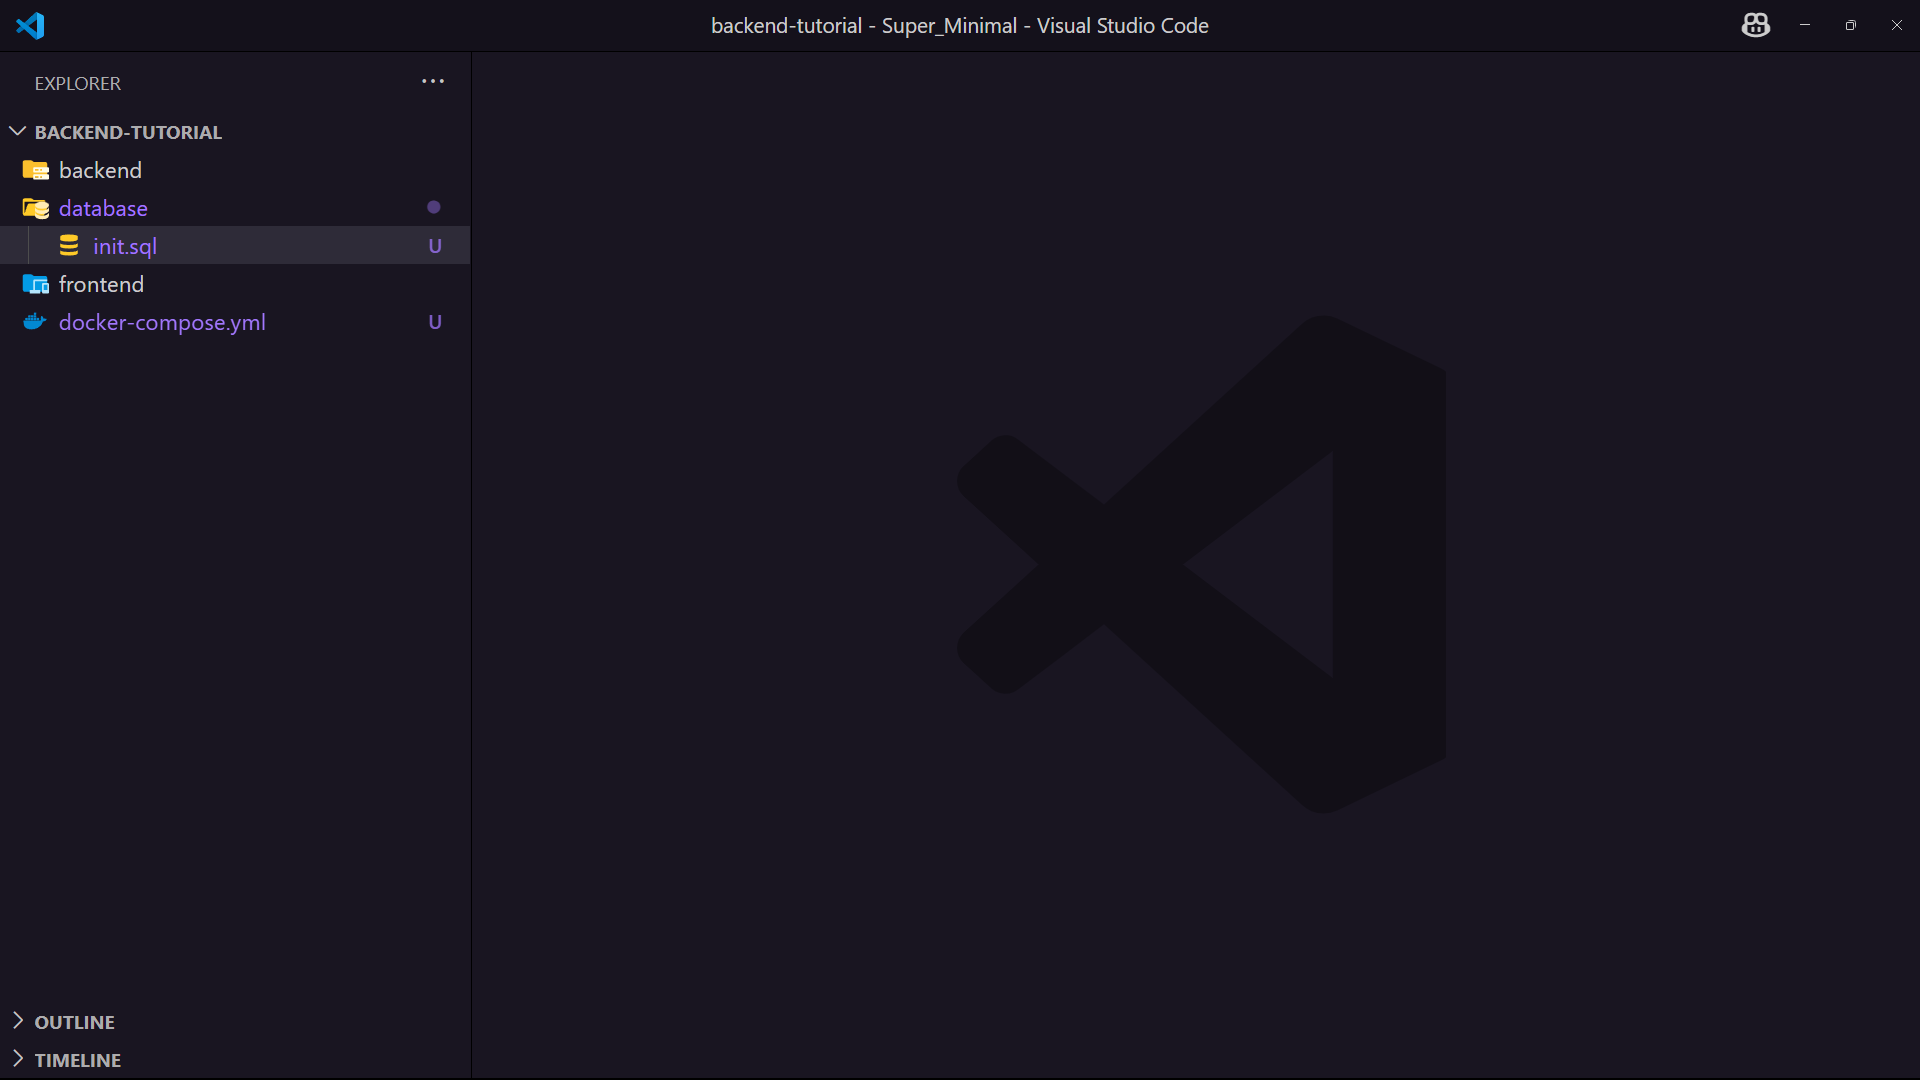 backend-tutorial - Super_Minimal - Visual Studio Code
EXPLORER
BACKEND-TUTORIAL
backend
database
init.sql U
frontend
docker-compose.yml U
OUTLINE
TIMELINE